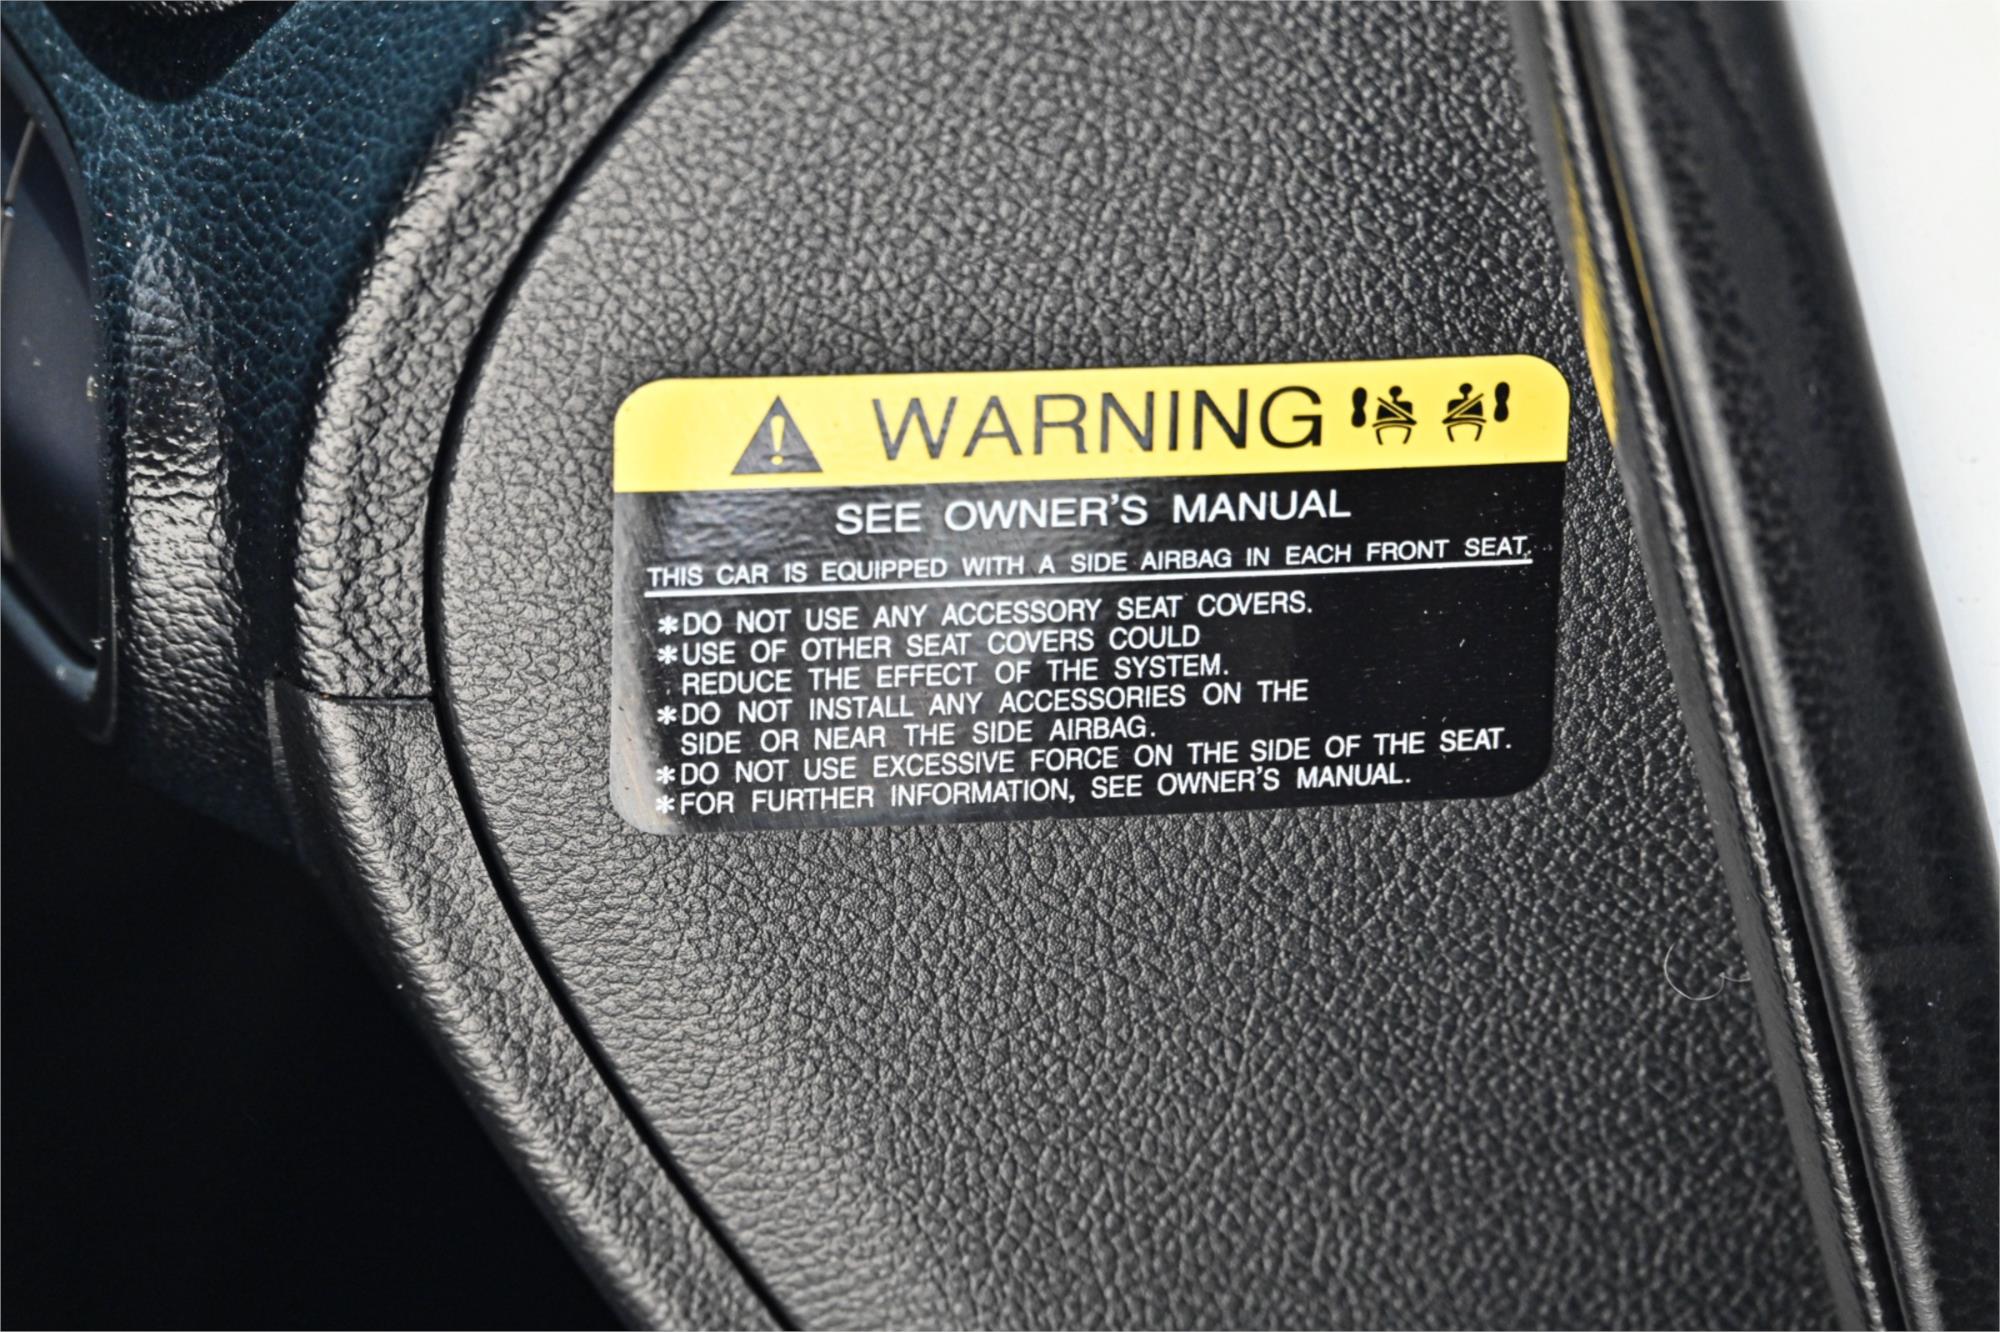 WARNING
SEE OWNER'S MANUAL
THIS CAR IS EQUIPPED WITH A SIDE AIRBAG IN EACH FRONT SEAT.
*DO NOT USE ANY ACCESSORY SEAT COVERS.
*USE OF OTHER SEAT COVERS COULD
REDUCE THE EFFECT OF THE SYSTEM.
*DO NOT INSTALL ANY ACCESSORIES ON THE
SIDE OR NEAR THE SIDE AIRBAG.
*DO NOT USE EXCESSIVE FORCE ON THE SIDE OF THE SEAT.
*FOR FURTHER INFORMATION, SEE OWNER'S MANUAL.